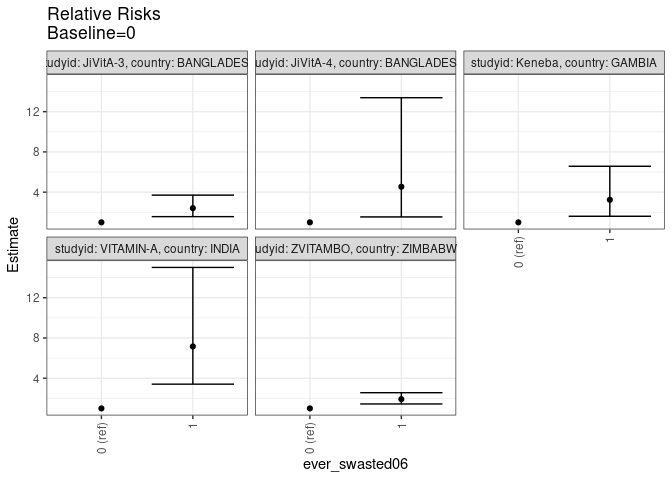 Relative Risks
Baseline=0
udyid: JiVitA-3, country: BANGLADES
udyid: JiVitA-4, country: BANGLADES
studyid: Keneba, country: GAMBIA
12
8
4
studyid: VITAMIN-A, country: INDIA
udyid: ZVITAMBO, country: ZIMBABW
12
8
4
Estimate
0 (ref)
1
0 (ref)
1
0 (ref)
1
ever_swasted06